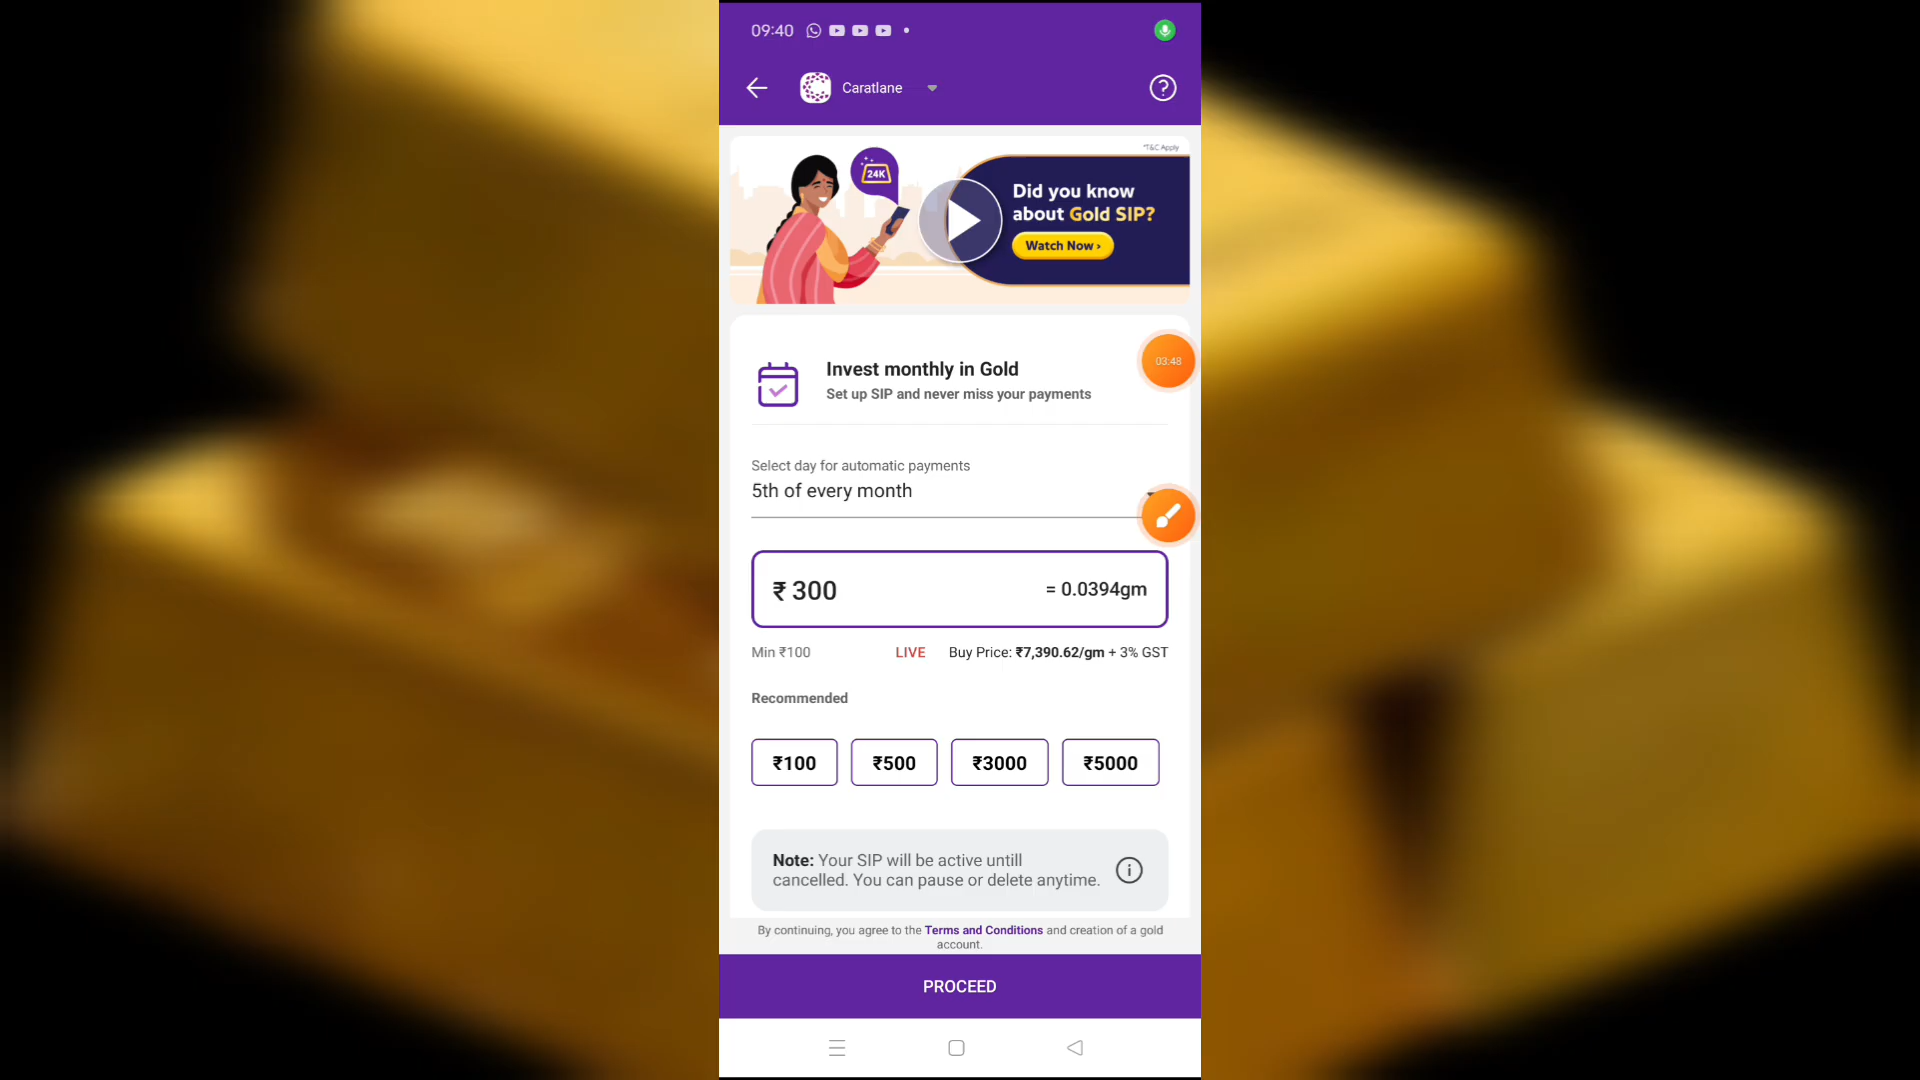 09:40
Caratlane
*T&C Apply
24K
Did you know
about Gold SIP?
Watch Now ›
Invest monthly in Gold
Set up SIP and never miss your payments
03:48
Select day for automatic payments
5th of every month
₹ 300 = 0.0394gm
Min ₹100 LIVE Buy Price: ₹7,390.62/gm + 3% GST
Recommended
₹100 ₹500 ₹3000 ₹5000
Note: Your SIP will be active untill
cancelled. You can pause or delete anytime.
By continuing, you agree to the Terms and Conditions and creation of a gold
account.
PROCEED